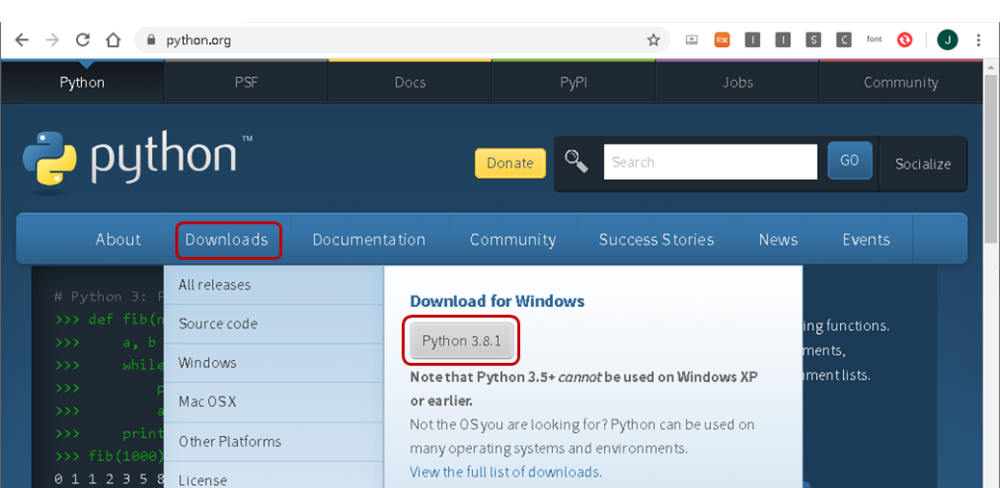 python.org
EX
I
I
S
C
font
J
Python
PSF
Docs
PyPI
Jobs
Community
python™
Donate
Search
GO
Socialize
About
Downloads
Documentation
Community
Success Stories
News
Events
All releases
Source code
Windows
Mac OS X
Other Platforms
License
Download for Windows
Python 3.8.1
Note that Python 3.5+ cannot be used on Windows XP
or earlier.
Not the OS you are looking for? Python can be used on
many operating systems and environments.
View the full list of downloads.
# Python 3: F
>>> def fib(n
>>> a, b
>>> while
>>> p
>>> a
>>> print
>>> fib(1000)
0 1 1 2 3 5 8
ing functions.
ments,
ument lists.